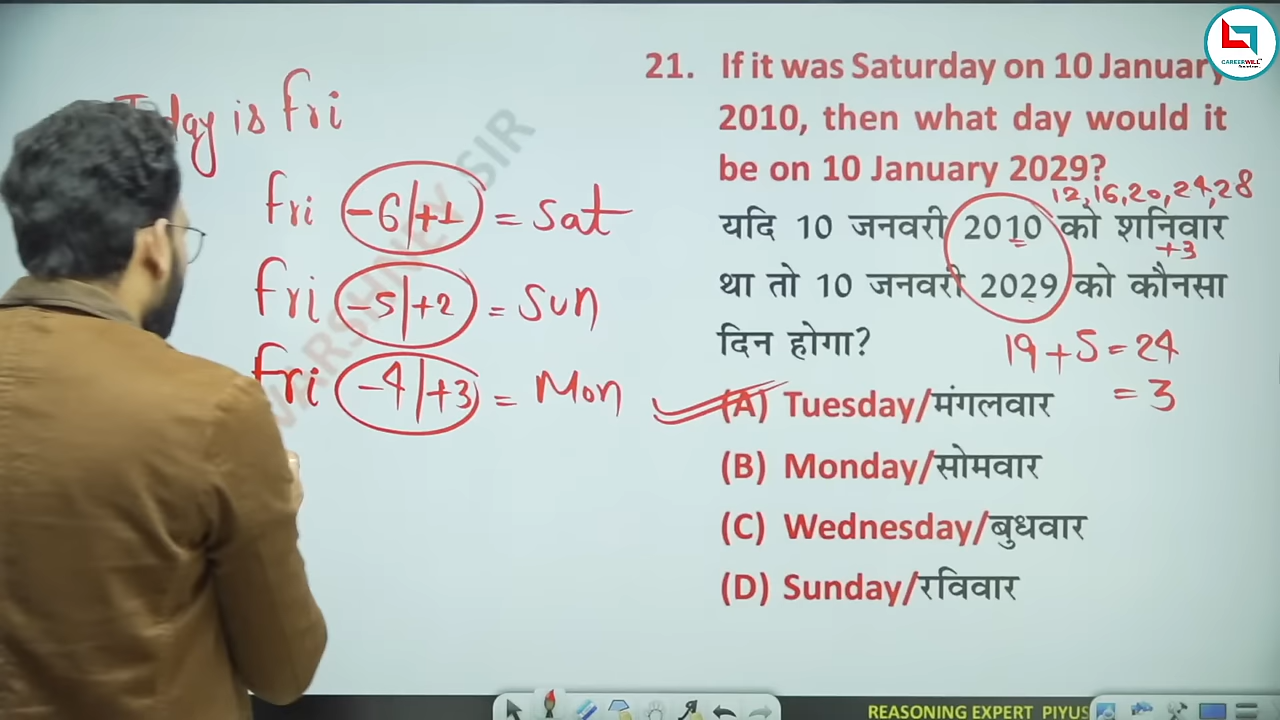 CAREERWILL
21. If it was Saturday on 10 January
2010, then what day would it
be on 10 January 2029?
12, 16, 20, 24, 28
यदि 10 जनवरी 2010 को शनिवार
+3
था तो 10 जनवरी 2029 को कौनसा
दिन होगा?
19 + 5 = 24
= 3
(A) Tuesday/मंगलवार
(B) Monday/सोमवार
(C) Wednesday/बुधवार
(D) Sunday/रविवार
is Fri
Fri -6|+1 = Sat
Fri -5|+2 = Sun
Fri -4|+3 = Mon
VARSHNEY SIR
REASONING EXPERT PIYUS